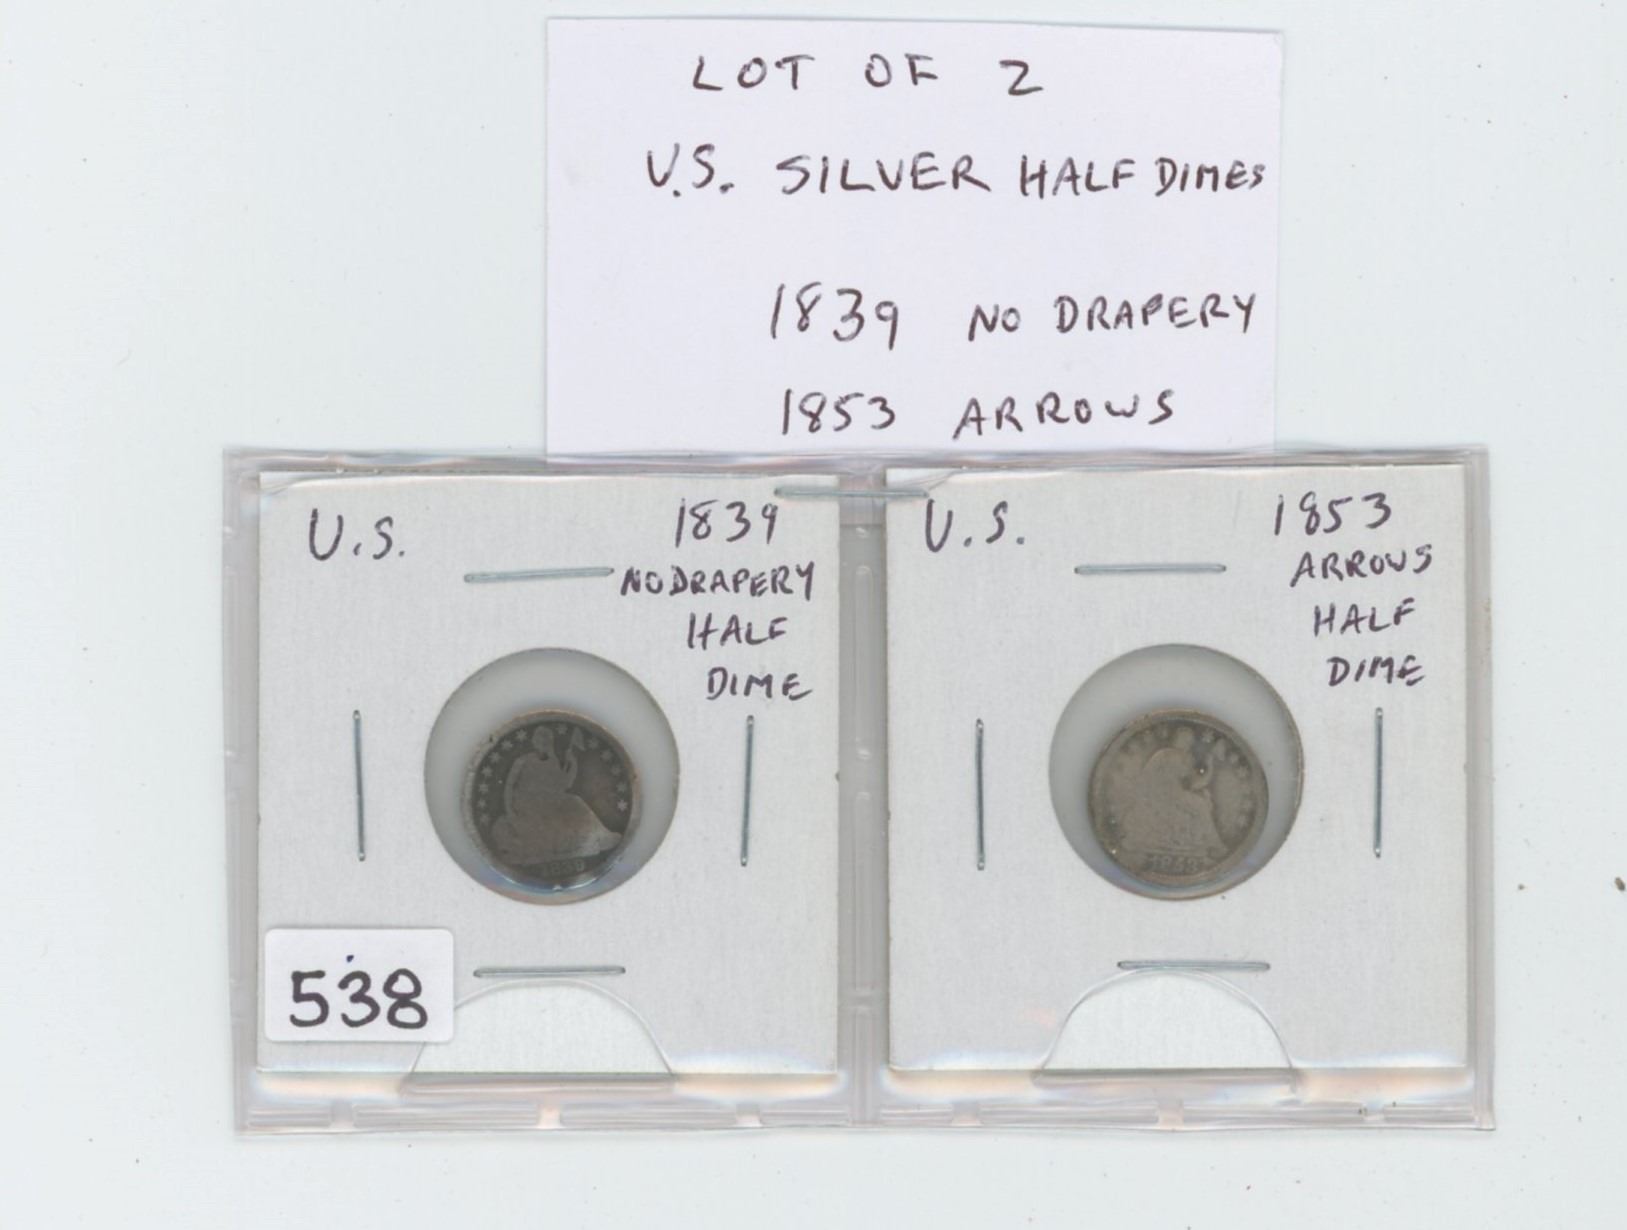 LOT OF 2
U.S. SILVER HALF DIMES
1839 NO DRAPERY
1853 ARROWS
U.S. 1839
NO DRAPERY
HALF
DIME
U.S. 1853
ARROWS
HALF
DIME
538